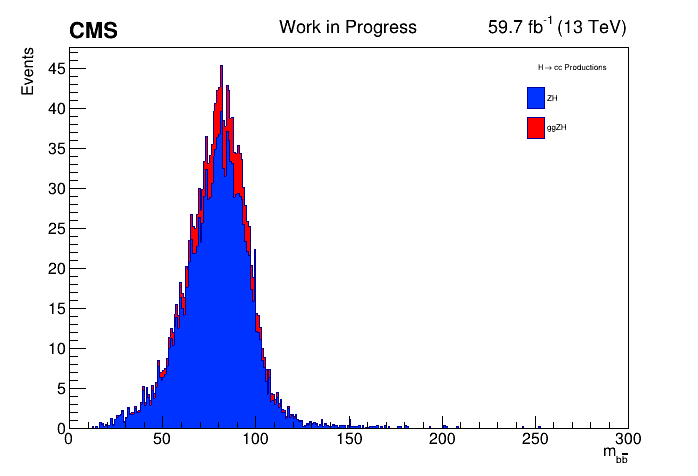 CMS Work in Progress 59.7 fb⁻¹ (13 TeV)
Events
45
40
35
30
25
20
15
10
5
0
H → cc Productions
ZH
ggZH
0 50 100 150 200 250 300
m_bb̅